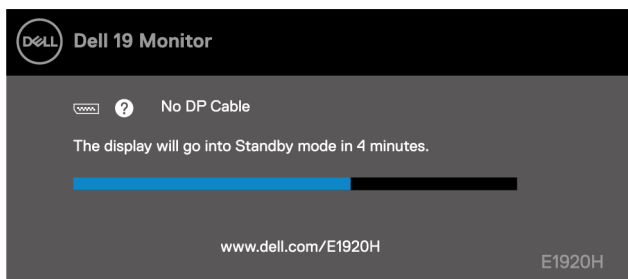 DELL Dell 19 Monitor
? No DP Cable
The display will go into Standby mode in 4 minutes.
www.dell.com/E1920H
E1920H